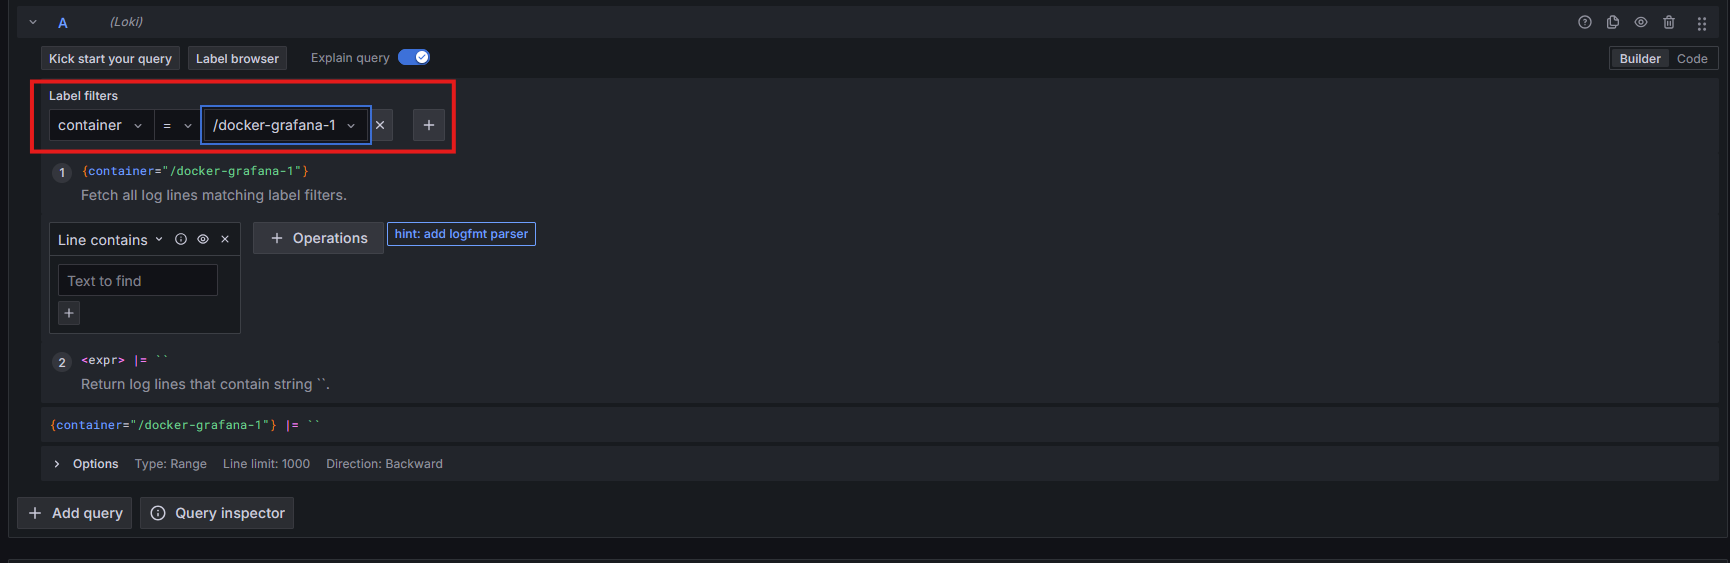 A (Loki)
Kick start your query Label browser Explain query Builder Code
Label filters
container = /docker-grafana-1
1 {container="/docker-grafana-1"}
Fetch all log lines matching label filters.
Line contains + Operations hint: add logfmt parser
Text to find
+
2 <expr> |= ``
Return log lines that contain string ``.
{container="/docker-grafana-1"} |= ``
Options Type: Range Line limit: 1000 Direction: Backward
+ Add query Query inspector